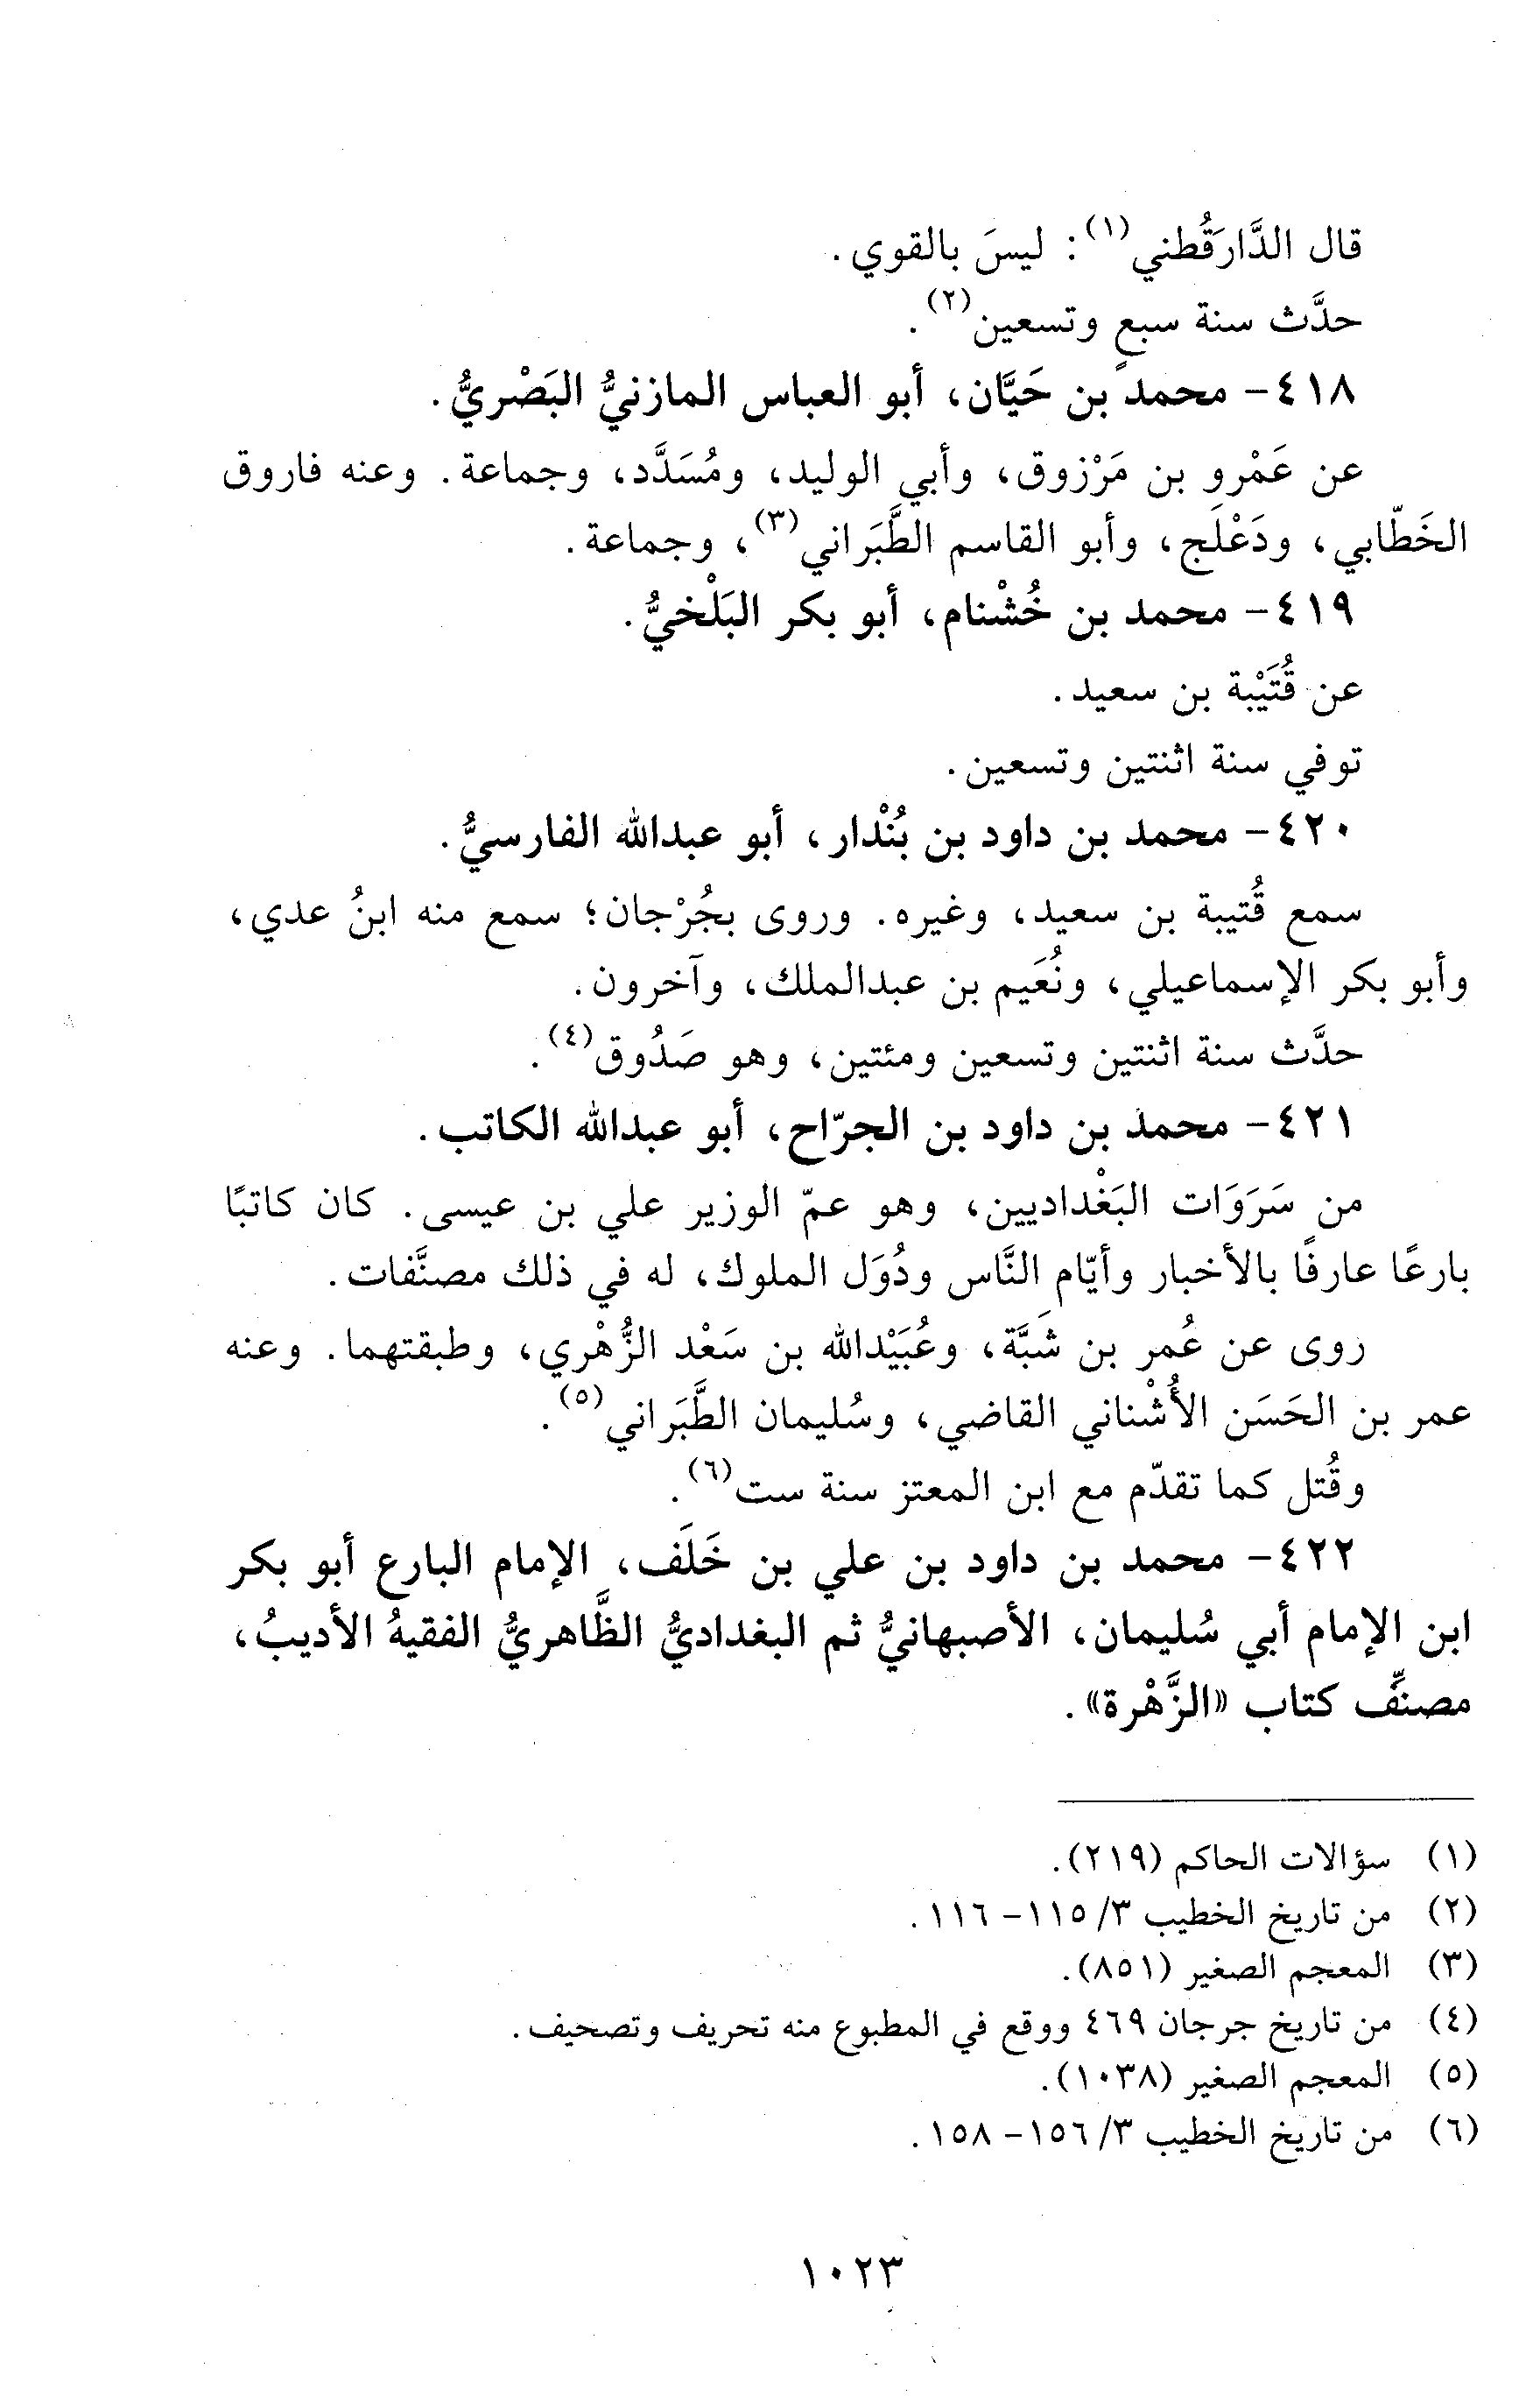 قال الدَّارَقُطني(١): ليسَ بالقوي.
حدَّث سنة سبعٍ وتسعين(٢).
٤١٨- محمد بن حَيَّان، أبو العباس المازنيُّ البَصْريُّ.
عن عَمْرو بن مَرْزوق، وأبي الوليد، ومُسَدَّد، وجماعة. وعنه فاروق
الخَطّابي، ودَعْلَج، وأبو القاسم الطَّبَراني(٣)، وجماعة.
٤١٩- محمد بن خُشْنام، أبو بكر البَلْخيُّ.
عن قُتَيْبة بن سعيد.
توفي سنة اثنتين وتسعين.
٤٢٠- محمد بن داود بن بُنْدار، أبو عبدالله الفارسيُّ.
سمع قُتيبة بن سعيد، وغيره. وروى بجُرْجان؛ سمع منه ابنُ عدي،
وأبو بكر الإسماعيلي، ونُعَيم بن عبدالملك، وآخرون.
حدَّث سنة اثنتين وتسعين ومئتين، وهو صَدُوق(٤).
٤٢١- محمد بن داود بن الجرّاح، أبو عبدالله الكاتب.
من سَرَوَات البَغْداديين، وهو عمّ الوزير علي بن عيسى. كان كاتبًا
بارعًا عارفًا بالأخبار وأيّام النَّاس ودُوَل الملوك، له في ذلك مصنَّفات.
روى عن عُمر بن شَبَّة، وعُبَيْدالله بن سَعْد الزُّهْري، وطبقتهما. وعنه
عمر بن الحَسَن الأُشْناني القاضي، وسُليمان الطَّبَراني(٥).
وقُتل كما تقدّم مع ابن المعتز سنة ست(٦).
٤٢٢- محمد بن داود بن علي بن خَلَف، الإمام البارع أبو بكر
ابن الإمام أبي سُليمان، الأصبهانيُّ ثم البغداديُّ الظَّاهريُّ الفقيهُ الأديبُ،
مصنِّف كتاب «الزَّهْرة».
(١) سؤالات الحاكم (٢١٩).
(٢) من تاريخ الخطيب ٣/ ١١٥- ١١٦.
(٣) المعجم الصغير (٨٥١).
(٤) من تاريخ جرجان ٤٦٩ ووقع في المطبوع منه تحريف وتصحيف.
(٥) المعجم الصغير (١٠٣٨).
(٦) من تاريخ الخطيب ٣/ ١٥٦- ١٥٨.
١٠٢٣